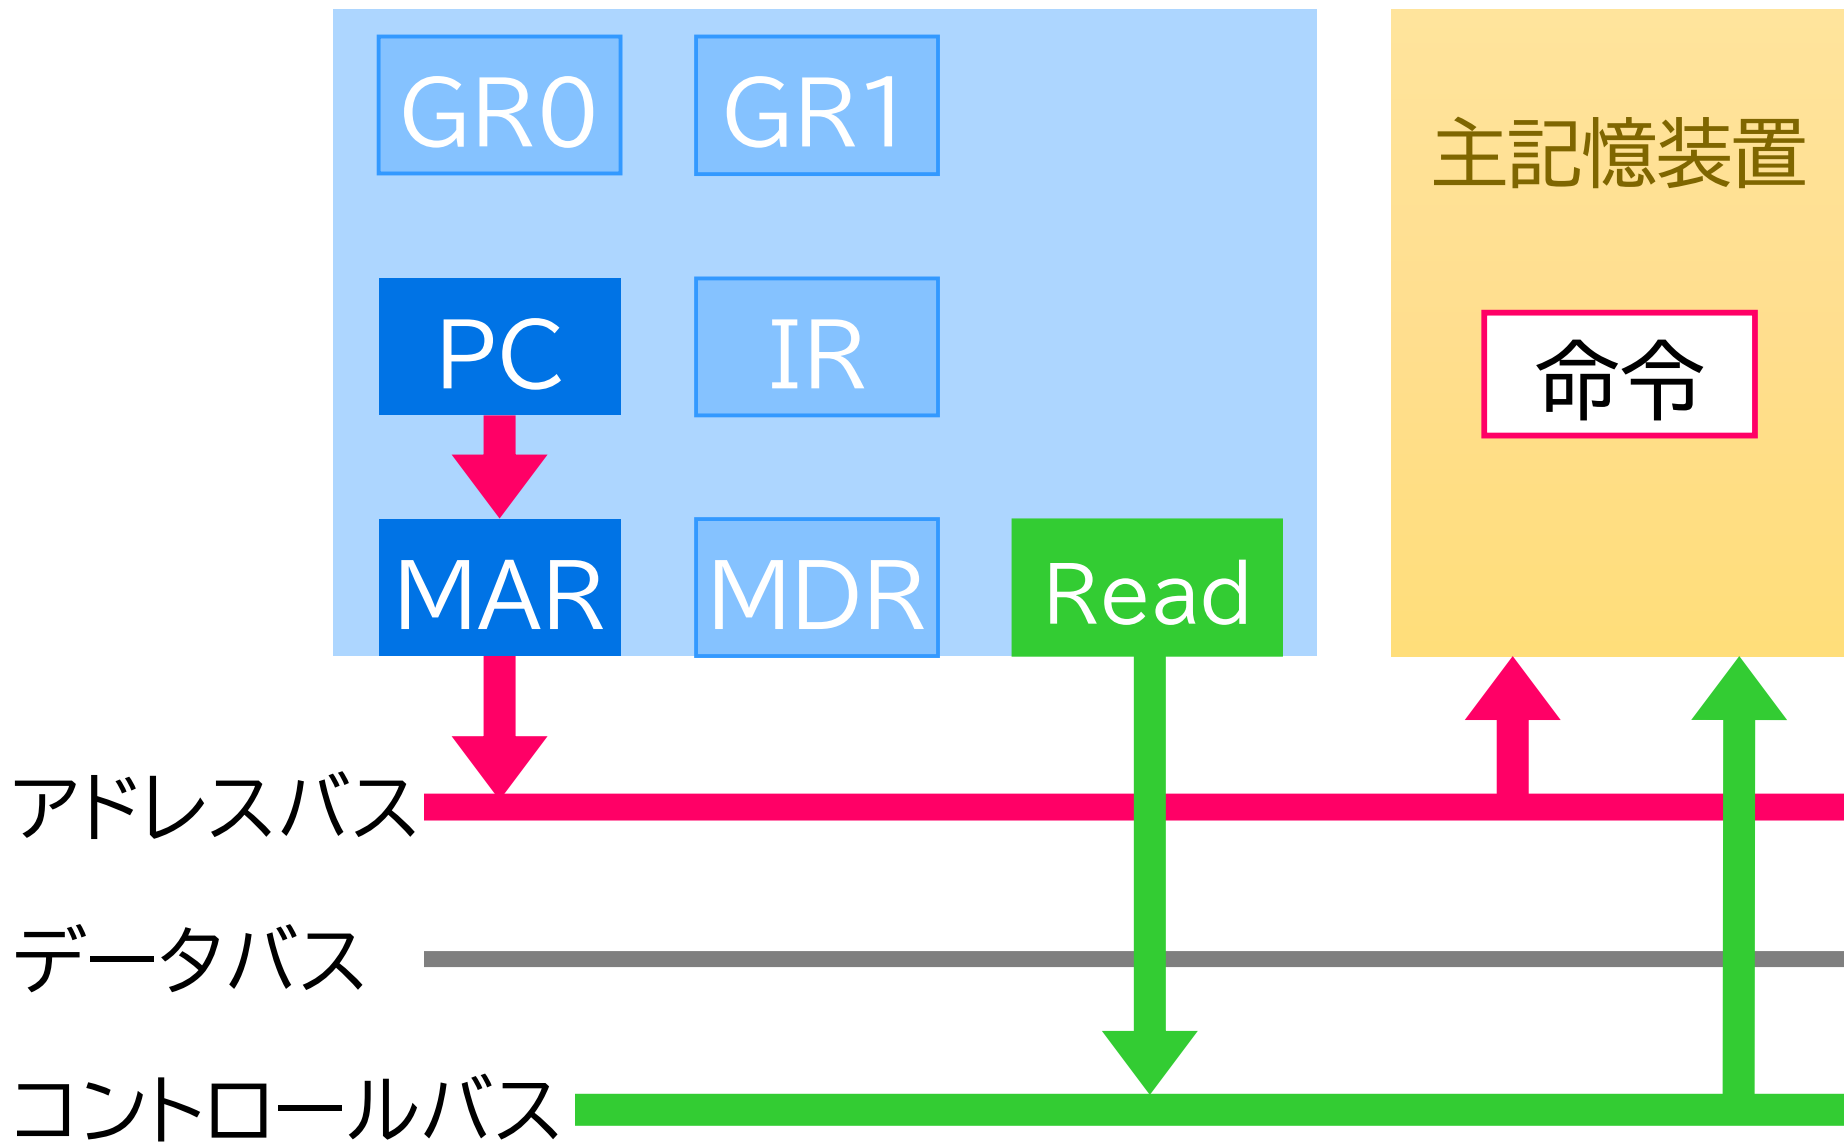 GR0 GR1
主記憶装置
PC IR
命令
MAR MDR Read
アドレスバス
データバス
コントロールバス